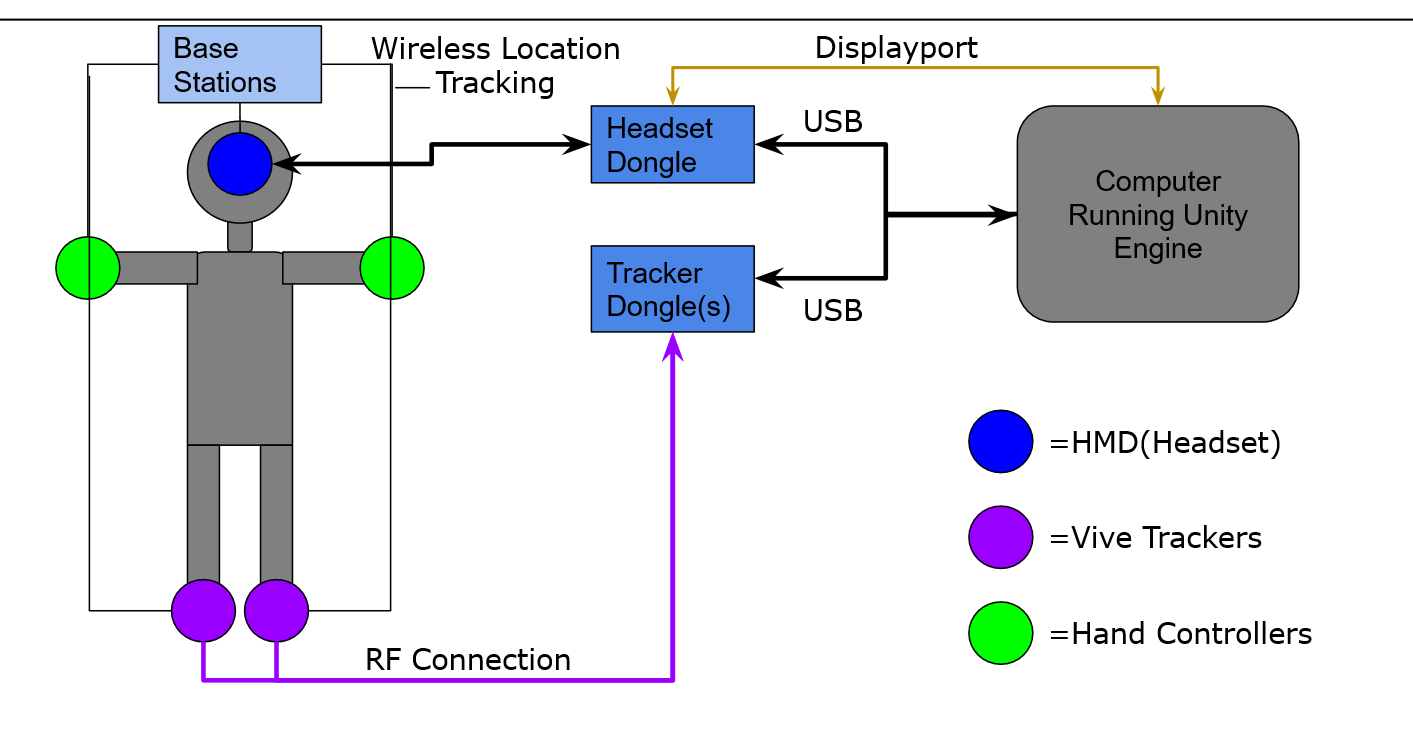 Base
Stations
Wireless Location
Tracking
Displayport
Headset
Dongle
USB
Computer
Running Unity
Engine
Tracker
Dongle(s)
USB
=HMD(Headset)
=Vive Trackers
=Hand Controllers
RF Connection